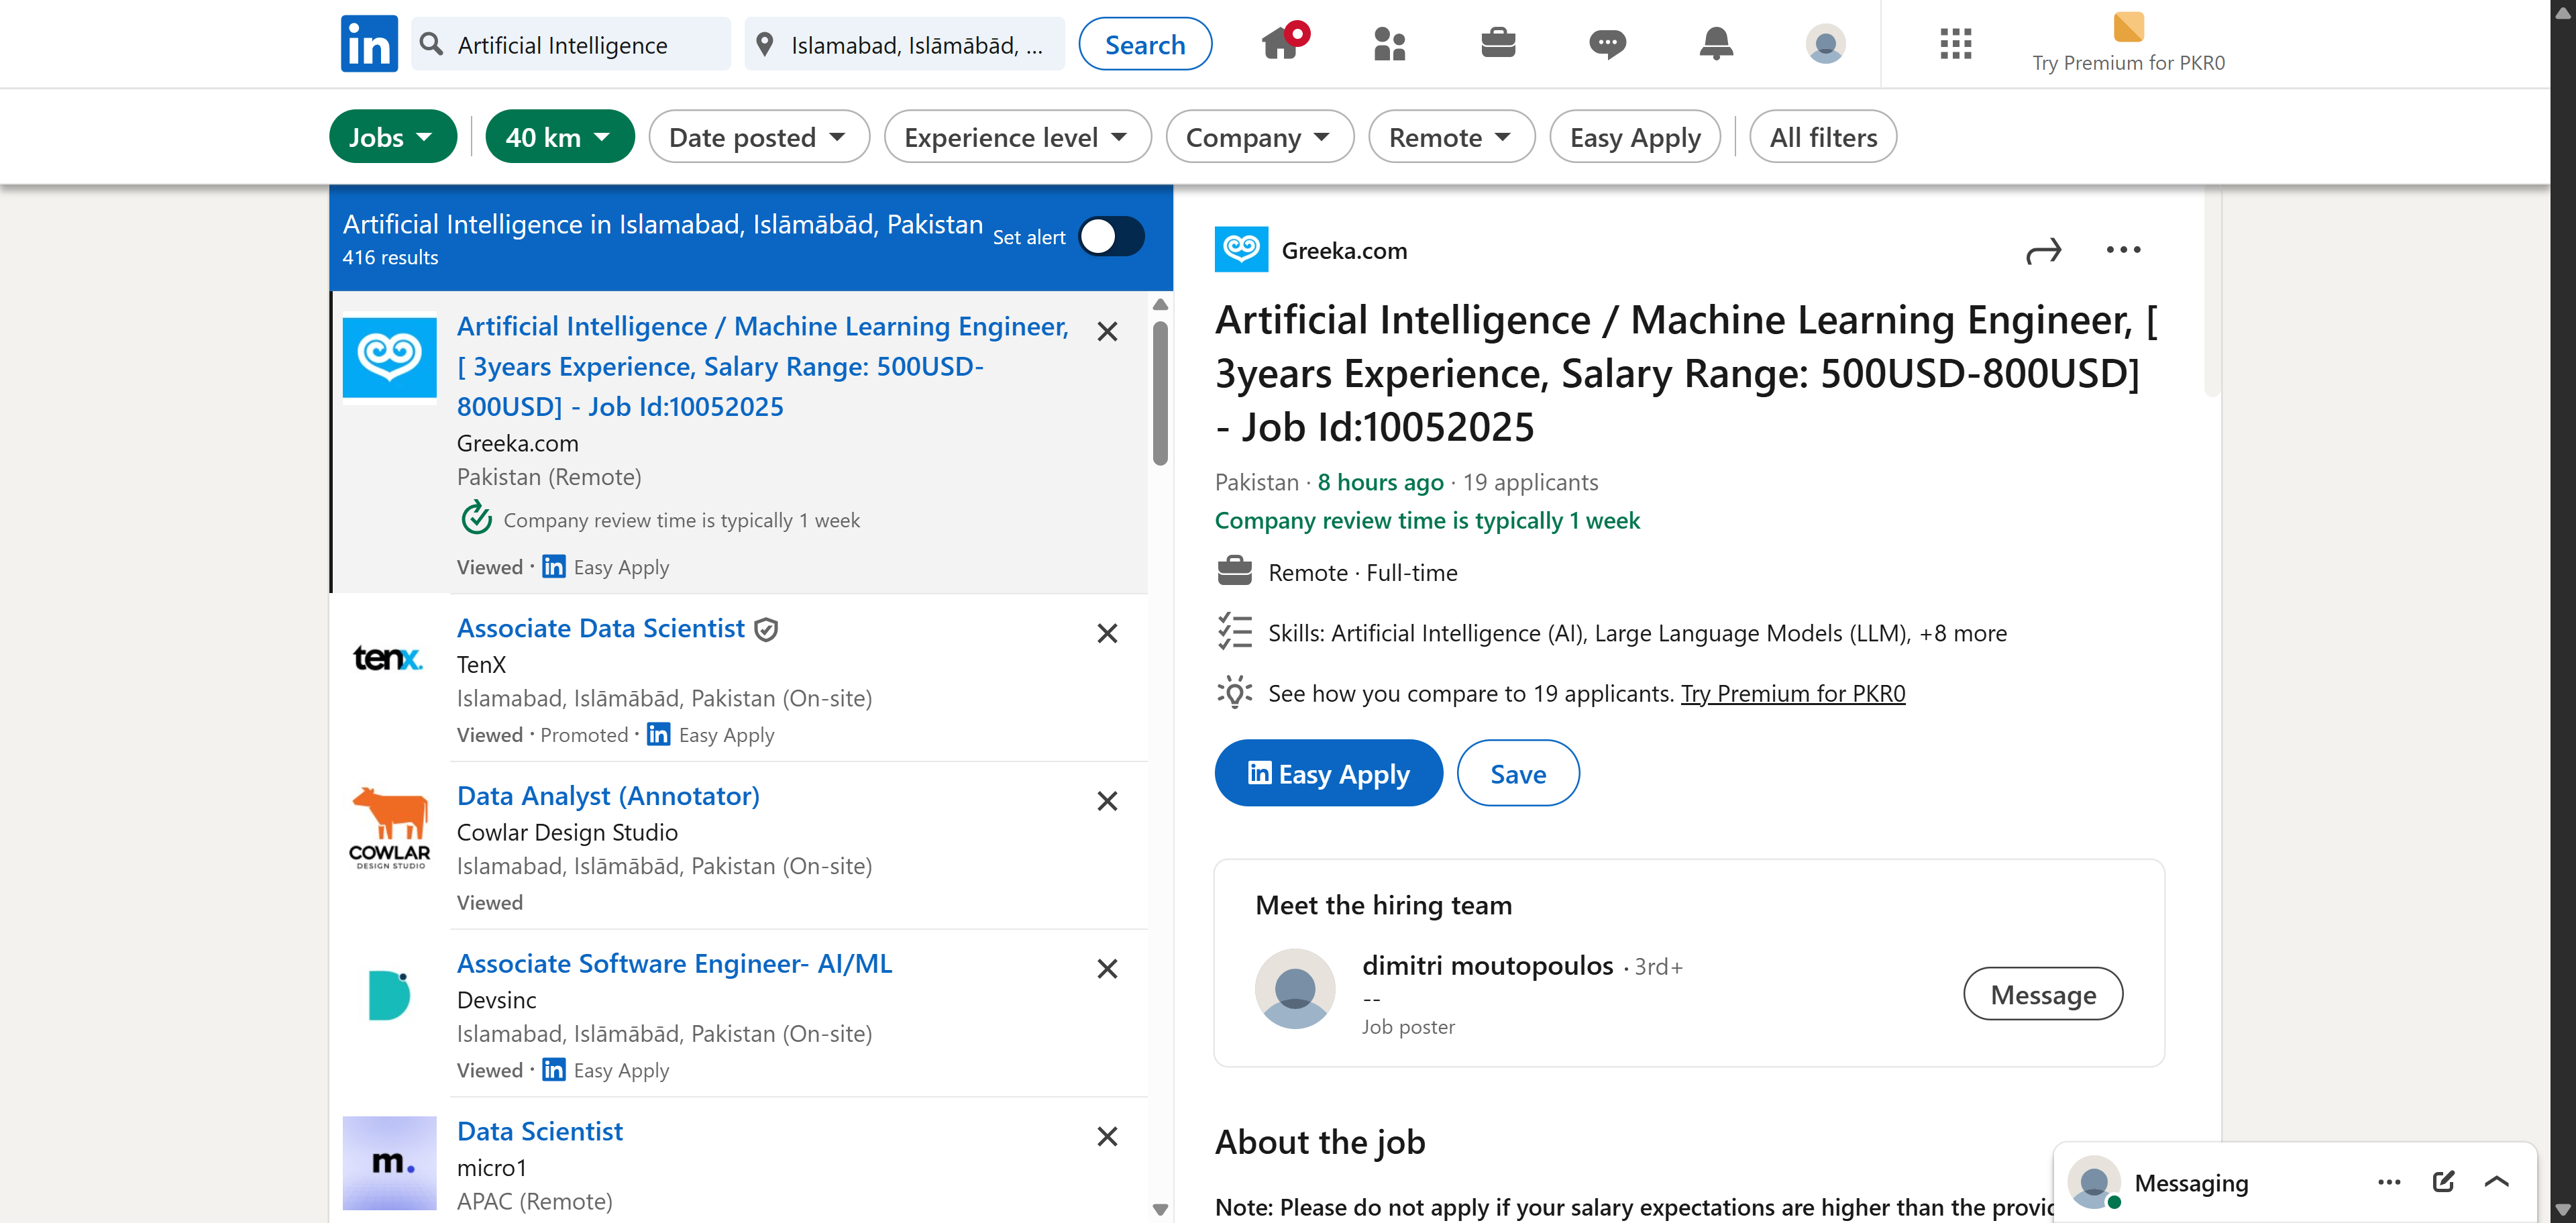 in
Artificial Intelligence
Islamabad, Islāmābād, ...
Search
Try Premium for PKR0
Jobs
40 km
Date posted
Experience level
Company
Remote
Easy Apply
All filters
Artificial Intelligence in Islamabad, Islāmābād, Pakistan
416 results
Set alert
Artificial Intelligence / Machine Learning Engineer,
[ 3years Experience, Salary Range: 500USD-
800USD] - Job Id:10052025
Greeka.com
Pakistan (Remote)
Company review time is typically 1 week
Viewed · in Easy Apply
tenx.
Associate Data Scientist
TenX
Islamabad, Islāmābād, Pakistan (On-site)
Viewed · Promoted · in Easy Apply
COWLAR
DESIGN STUDIO
Data Analyst (Annotator)
Cowlar Design Studio
Islamabad, Islāmābād, Pakistan (On-site)
Viewed
Associate Software Engineer- AI/ML
Devsinc
Islamabad, Islāmābād, Pakistan (On-site)
Viewed · in Easy Apply
m.
Data Scientist
micro1
APAC (Remote)
Greeka.com
Artificial Intelligence / Machine Learning Engineer, [
3years Experience, Salary Range: 500USD-800USD]
- Job Id:10052025
Pakistan · 8 hours ago · 19 applicants
Company review time is typically 1 week
Remote · Full-time
Skills: Artificial Intelligence (AI), Large Language Models (LLM), +8 more
See how you compare to 19 applicants. Try Premium for PKR0
in Easy Apply
Save
Meet the hiring team
dimitri moutopoulos · 3rd+
--
Job poster
Message
About the job
Note: Please do not apply if your salary expectations are higher than the
Messaging